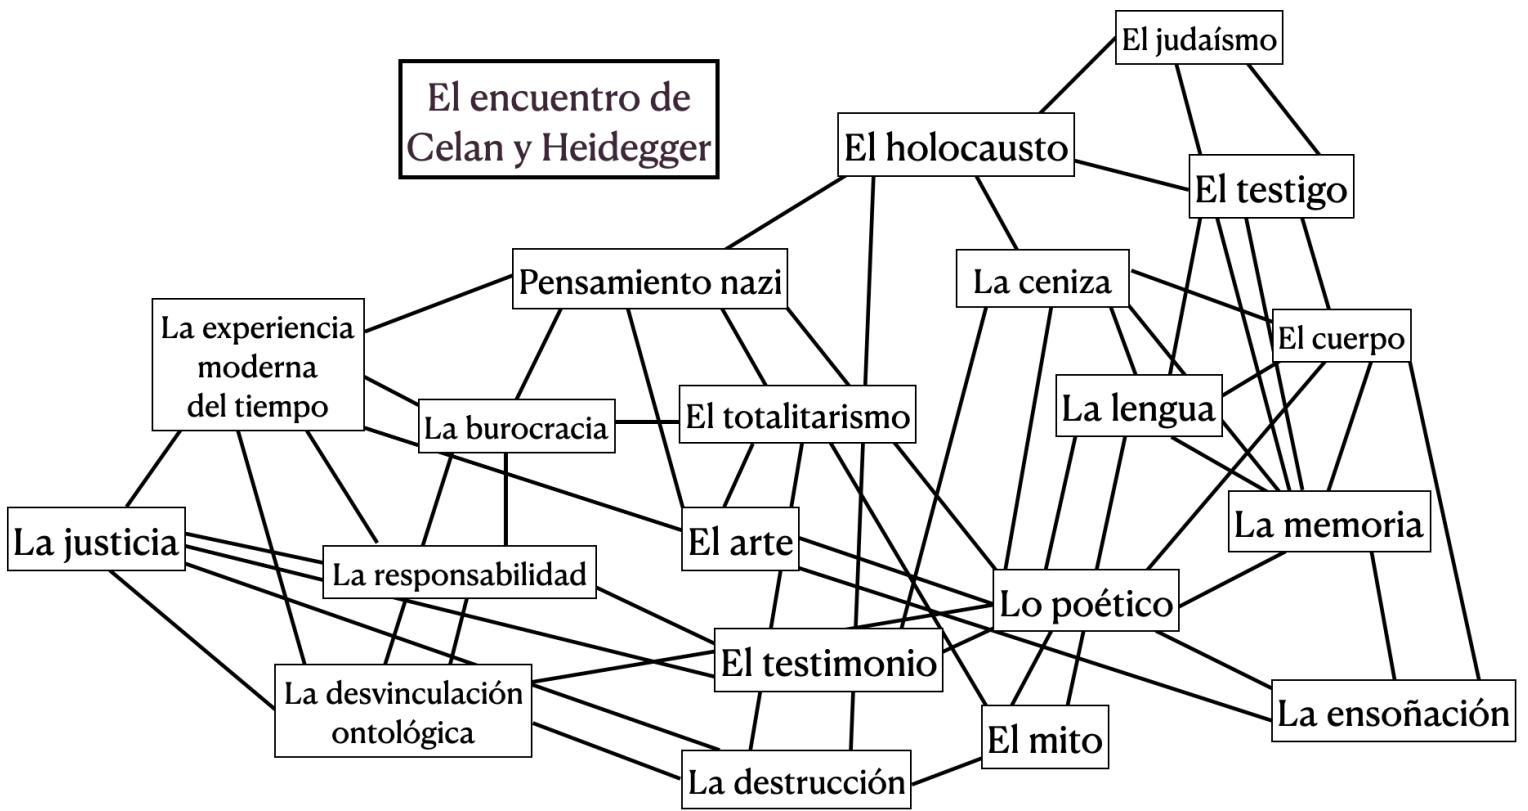 El judaísmo
El encuentro de
Celan y Heidegger
El holocausto
El testigo
Pensamiento nazi
La ceniza
La experiencia
moderna
del tiempo
El cuerpo
La burocracia
El totalitarismo
La lengua
La justicia
El arte
La memoria
La responsabilidad
Lo poético
El testimonio
La desvinculación
ontológica
La ensoñación
El mito
La destrucción